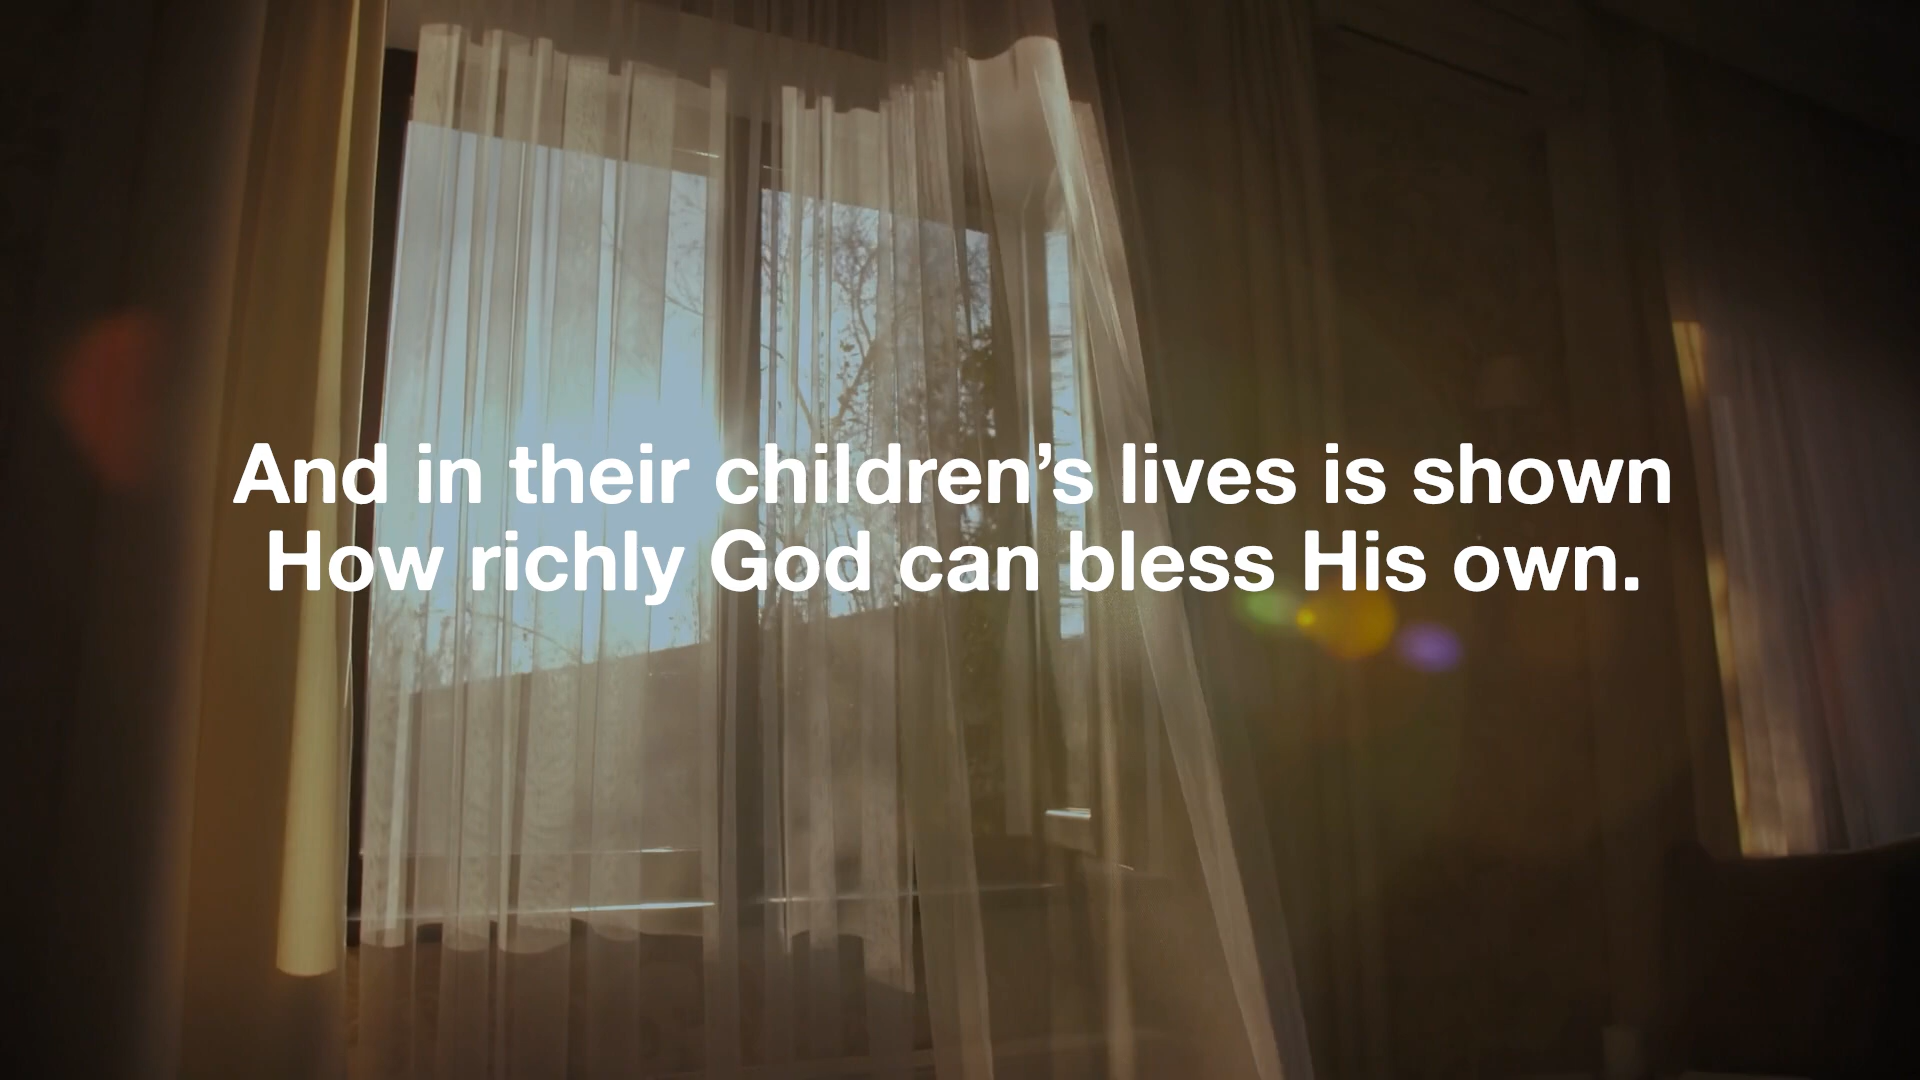 And in their children’s lives is shown
How richly God can bless His own.